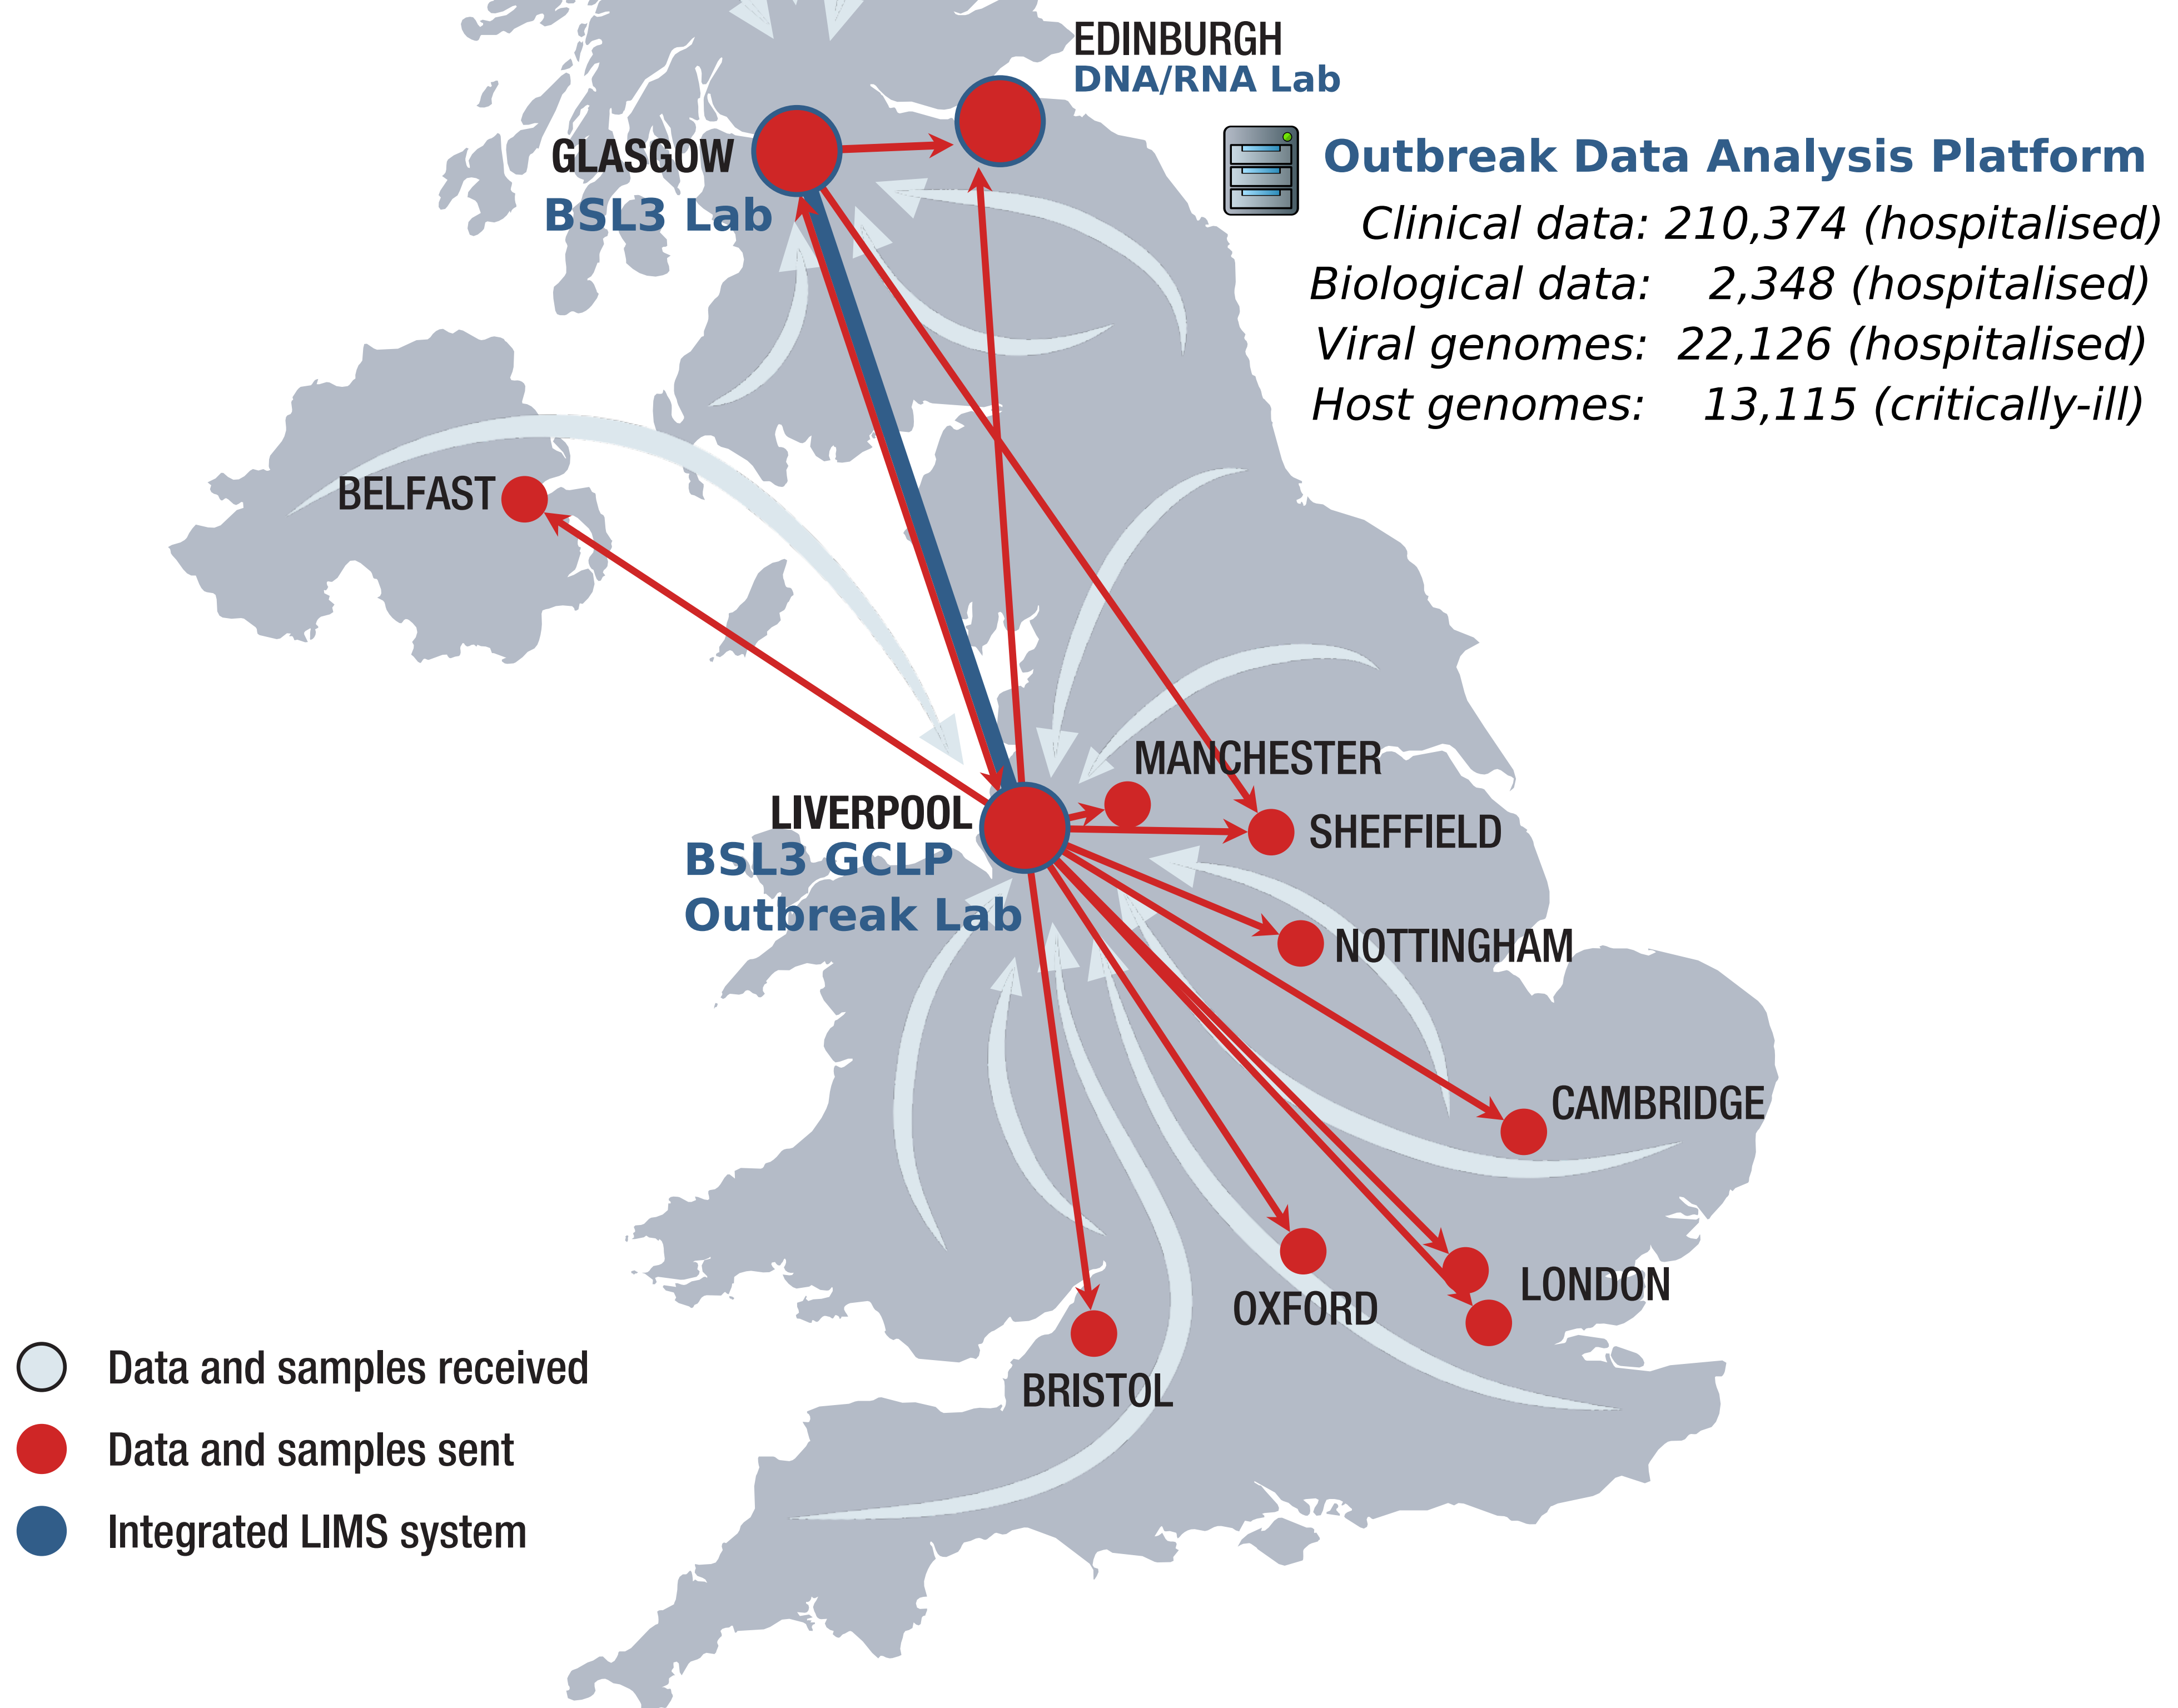 EDINBURGH
DNA/RNA Lab
GLASGOW
BSL3 Lab
Outbreak Data Analysis Platform
Clinical data: 210,374 (hospitalised)
Biological data: 2,348 (hospitalised)
Viral genomes: 22,126 (hospitalised)
Host genomes: 13,115 (critically-ill)
BELFAST
MANCHESTER
LIVERPOOL
BSL3 GCLP
Outbreak Lab
SHEFFIELD
NOTTINGHAM
CAMBRIDGE
LONDON
OXFORD
BRISTOL
Data and samples received
Data and samples sent
Integrated LIMS system